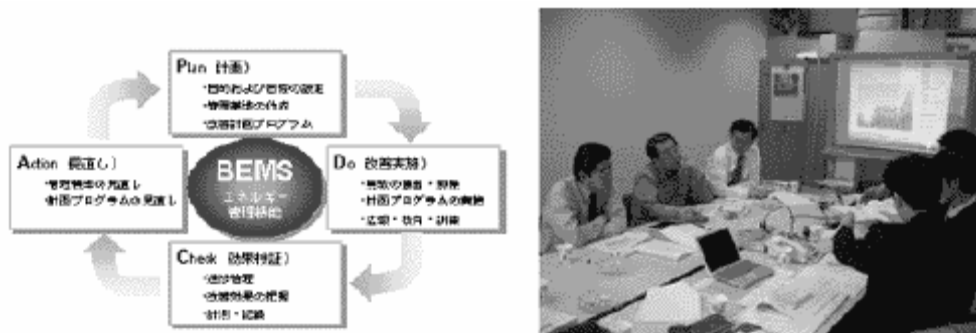 Plan 計画)
・目的および目標の設定
・管理標準の作成
・改善計画プログラム
Action 見直し)
・管理標準の見直し
・計画プログラムの見直し
BEMS
エネルギー
管理機能
Do 改善実施)
・計画プログラムの実施
・広報・教育・訓練
Check 効果検証)
・進捗管理
・改善効果の把握
・計測・記録